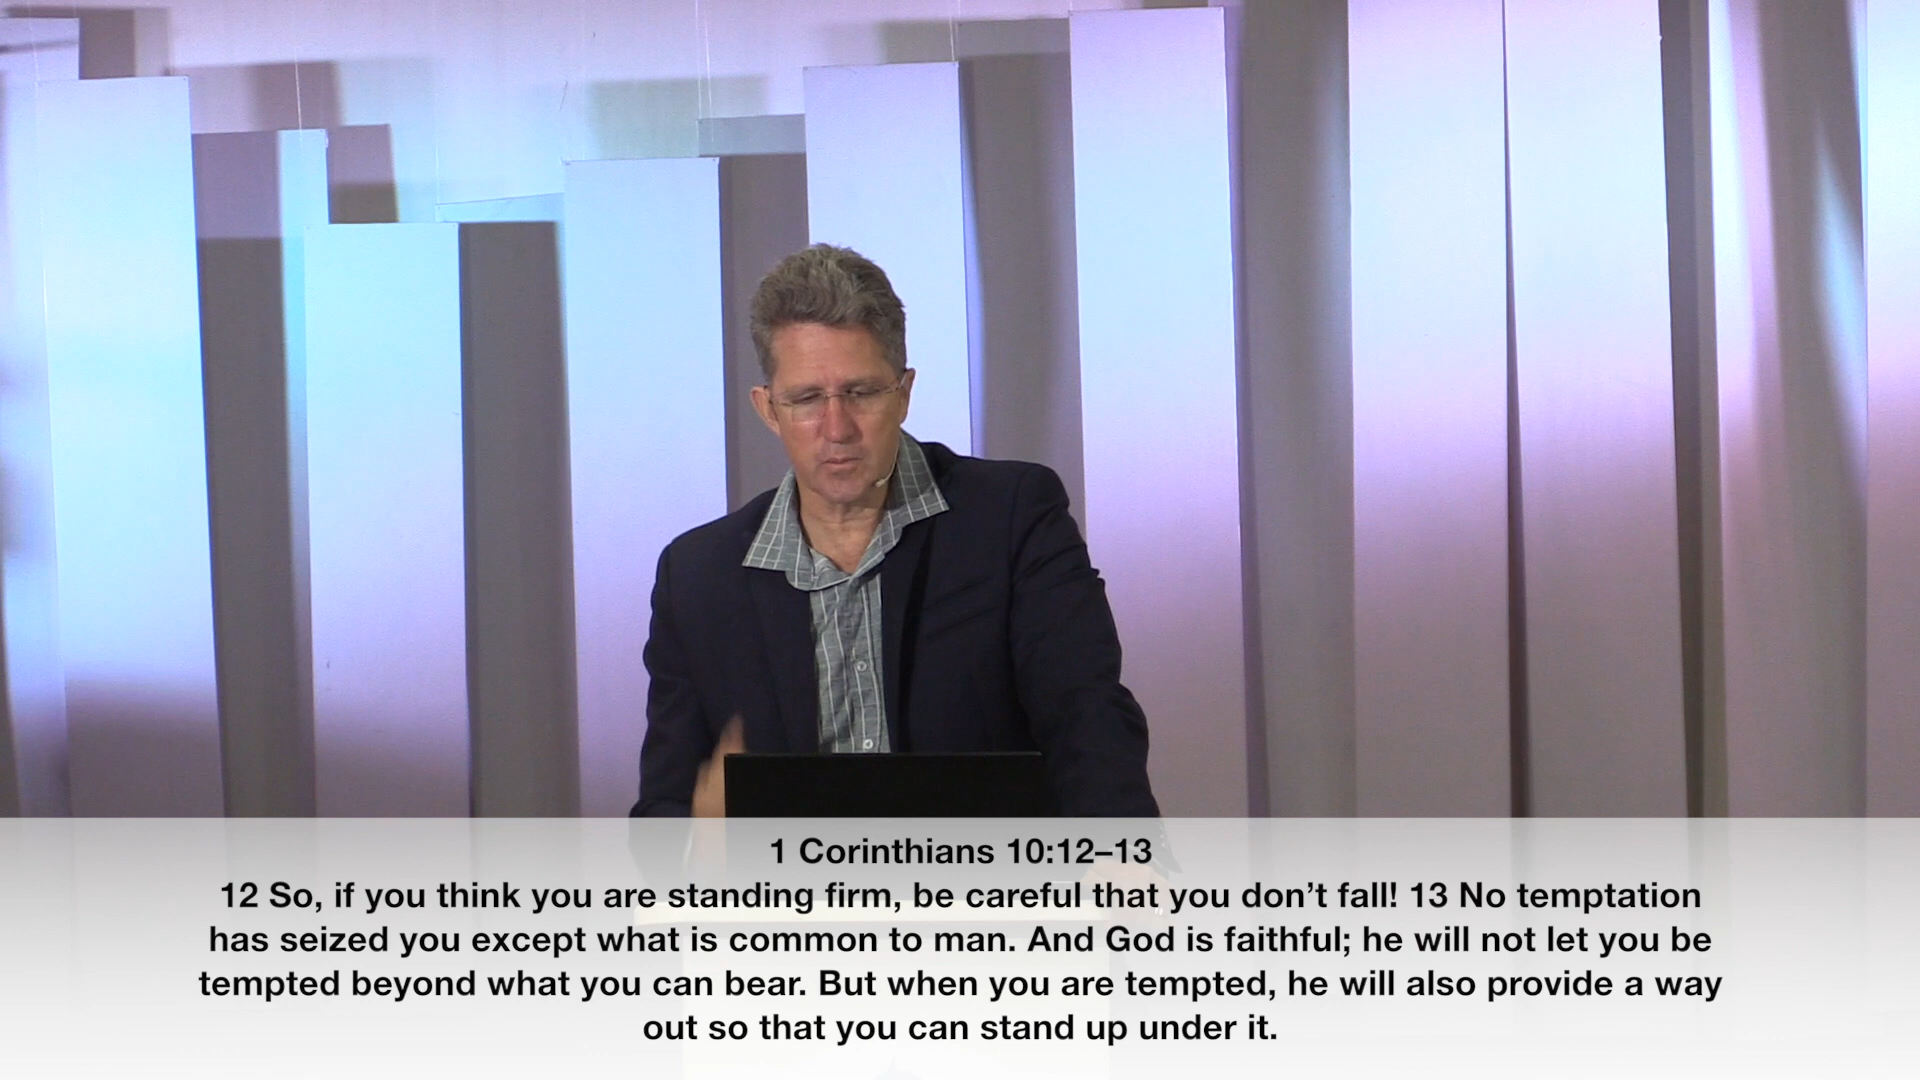 1 Corinthians 10:12–13
12 So, if you think you are standing firm, be careful that you don’t fall! 13 No temptation
has seized you except what is common to man. And God is faithful; he will not let you be
tempted beyond what you can bear. But when you are tempted, he will also provide a way
out so that you can stand up under it.